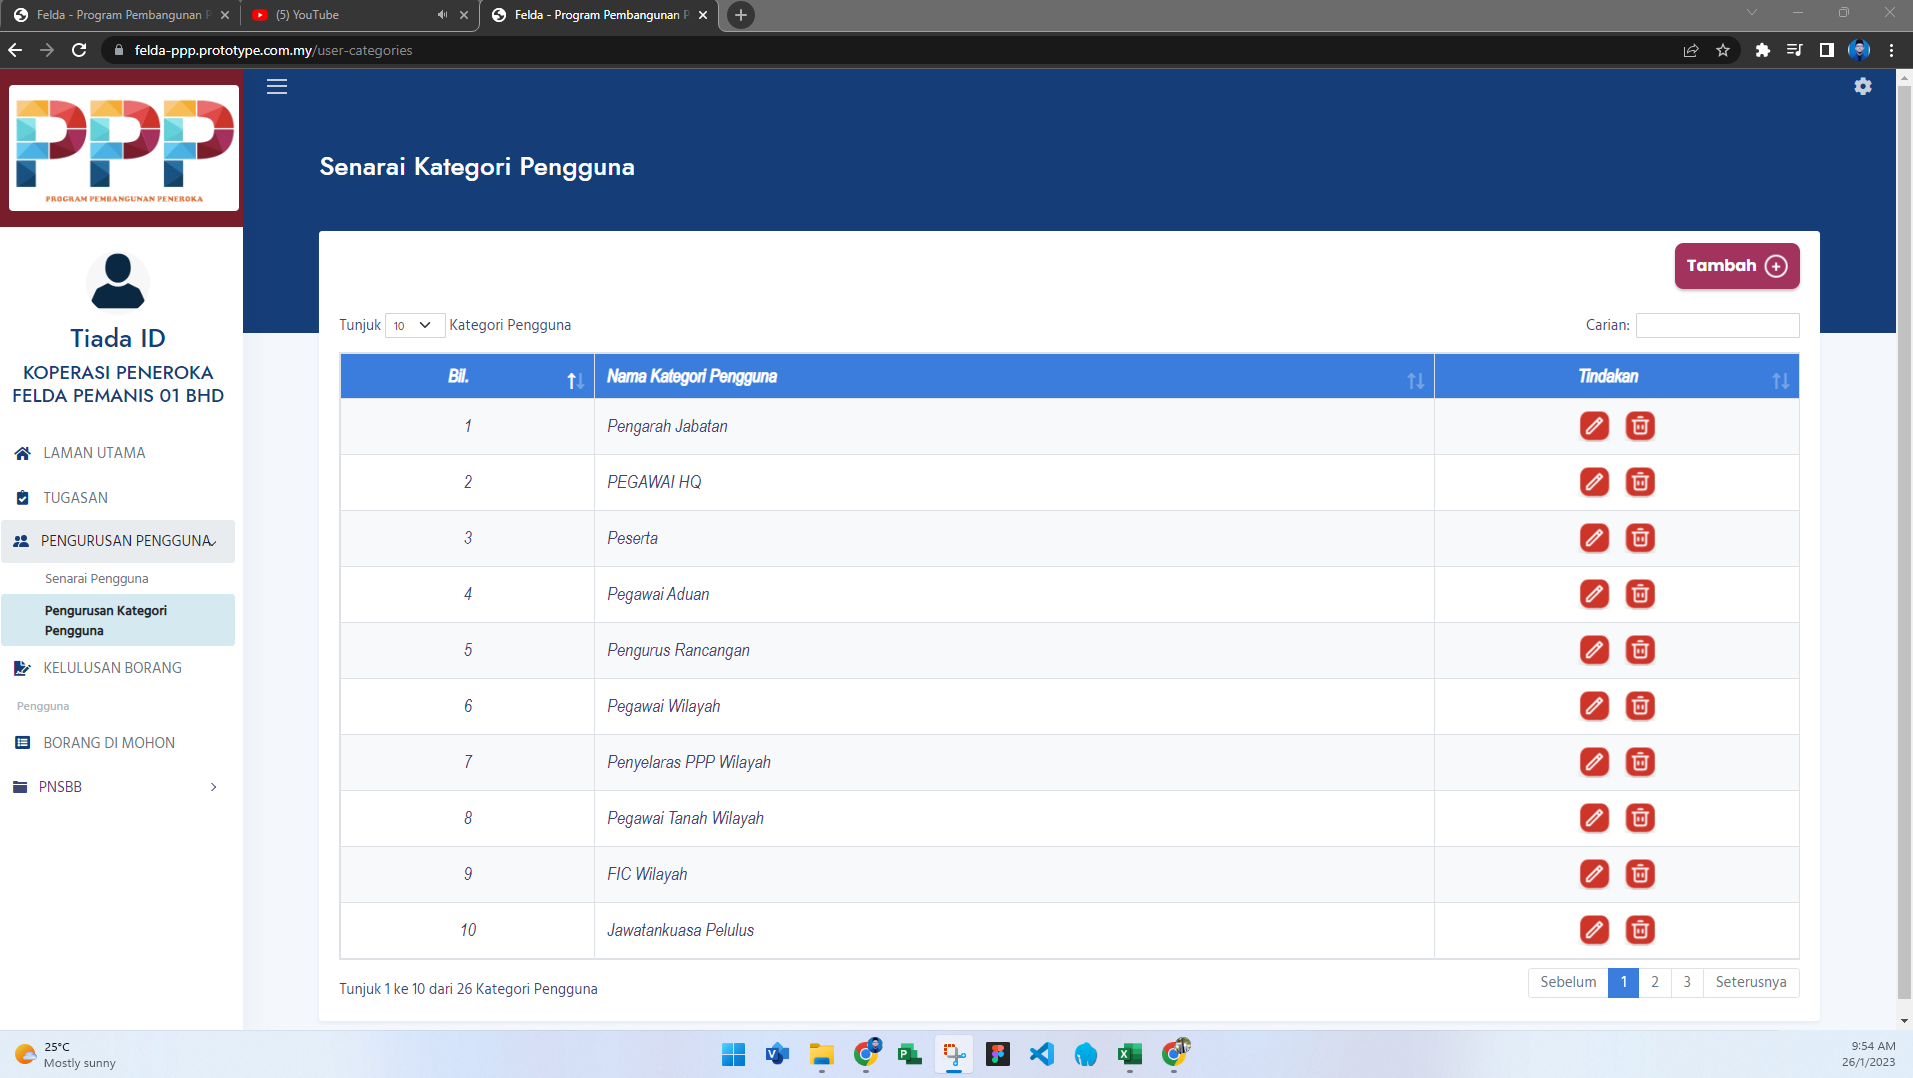 Felda - Program Pembangunan P
(5) YouTube
Felda - Program Pembangunan P
felda-ppp.prototype.com.my/user-categories
PPP
PROGRAM PEMBANGUNAN PENEROKA
Senarai Kategori Pengguna
Tambah
Tiada ID
KOPERASI PENEROKA
FELDA PEMANIS 01 BHD
LAMAN UTAMA
TUGASAN
PENGURUSAN PENGGUNA
Senarai Pengguna
Pengurusan Kategori
Pengguna
KELULUSAN BORANG
Pengguna
BORANG DI MOHON
PNSBB
Tunjuk 10 Kategori Pengguna
Carian:
Bil. Nama Kategori Pengguna Tindakan
1 Pengarah Jabatan
2 PEGAWAI HQ
3 Peserta
4 Pegawai Aduan
5 Pengurus Rancangan
6 Pegawai Wilayah
7 Penyelaras PPP Wilayah
8 Pegawai Tanah Wilayah
9 FIC Wilayah
10 Jawatankuasa Pelulus
Tunjuk 1 ke 10 dari 26 Kategori Pengguna
Sebelum 1 2 3 Seterusnya
25°C
Mostly sunny
9:54 AM
26/1/2023